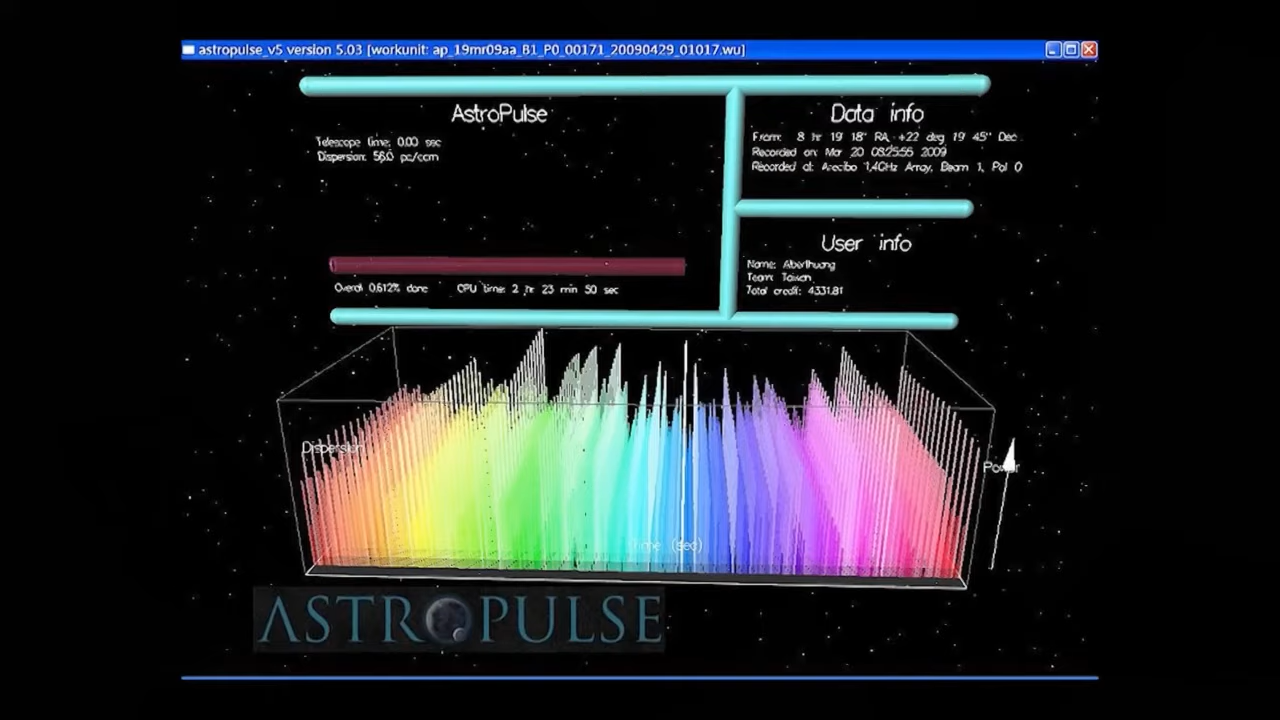 astropulse_v5 version 5.03 [workunit: ap_19mr09aa_B1_P0_00171_20090429_01017.wu]
AstroPulse
Telescope time: 0.00 sec
Dispersion: 56.0 pc/ccm
Overall 0.612% done CPU time: 2 hr 23 min 50 sec
Data info
From: 8 hr 19' 18" RA, +22 deg 19' 45" Dec
Recorded on: Mar 20 08:25:55 2009
Recorded at: Arecibo 1.4GHz Array, Beam 1, Pol 0
User info
Name: Alberthuang
Team: Taiwan
Total credit: 4331.81
Dispersion
Power
Time (sec)
ASTROPULSE